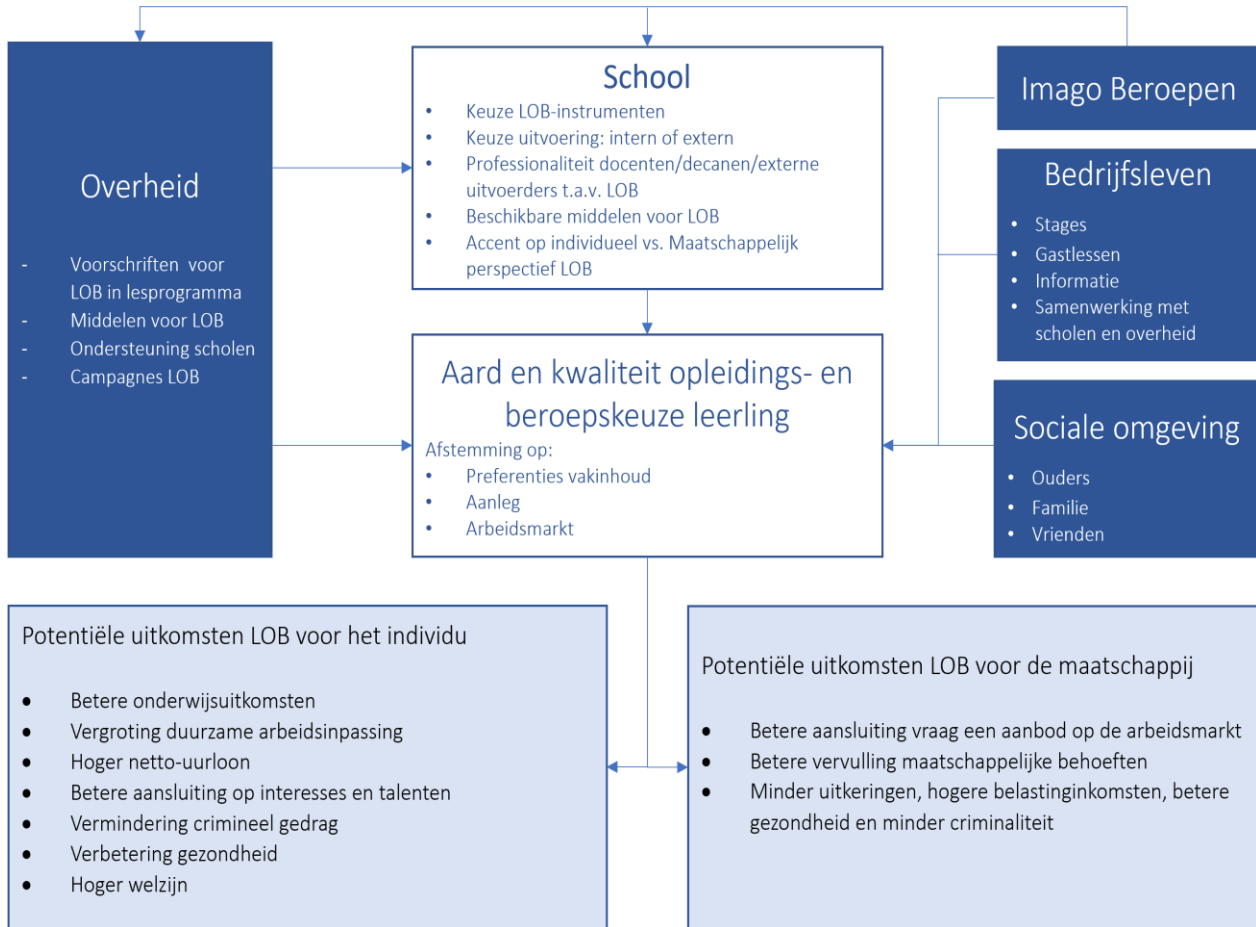 Overheid
- Voorschriften voor
LOB in lesprogramma
- Middelen voor LOB
- Ondersteuning scholen
- Campagnes LOB
School
• Keuze LOB-instrumenten
• Keuze uitvoering: intern of extern
• Professionaliteit docenten/decanen/externe
uitvoerders t.a.v. LOB
• Beschikbare middelen voor LOB
• Accent op individueel vs. Maatschappelijk
perspectief LOB
Imago Beroepen
Bedrijfsleven
• Stages
• Gastlessen
• Informatie
• Samenwerking met
scholen en overheid
Aard en kwaliteit opleidings- en
beroepskeuze leerling
Afstemming op:
• Preferenties vakinhoud
• Aanleg
• Arbeidsmarkt
Sociale omgeving
• Ouders
• Familie
• Vrienden
Potentiële uitkomsten LOB voor het individu
• Betere onderwijsuitkomsten
• Vergroting duurzame arbeidsinpassing
• Hoger netto-uurloon
• Betere aansluiting op interesses en talenten
• Vermindering crimineel gedrag
• Verbetering gezondheid
• Hoger welzijn
Potentiële uitkomsten LOB voor de maatschappij
• Betere aansluiting vraag een aanbod op de arbeidsmarkt
• Betere vervulling maatschappelijke behoeften
• Minder uitkeringen, hogere belastinginkomsten, betere
gezondheid en minder criminaliteit